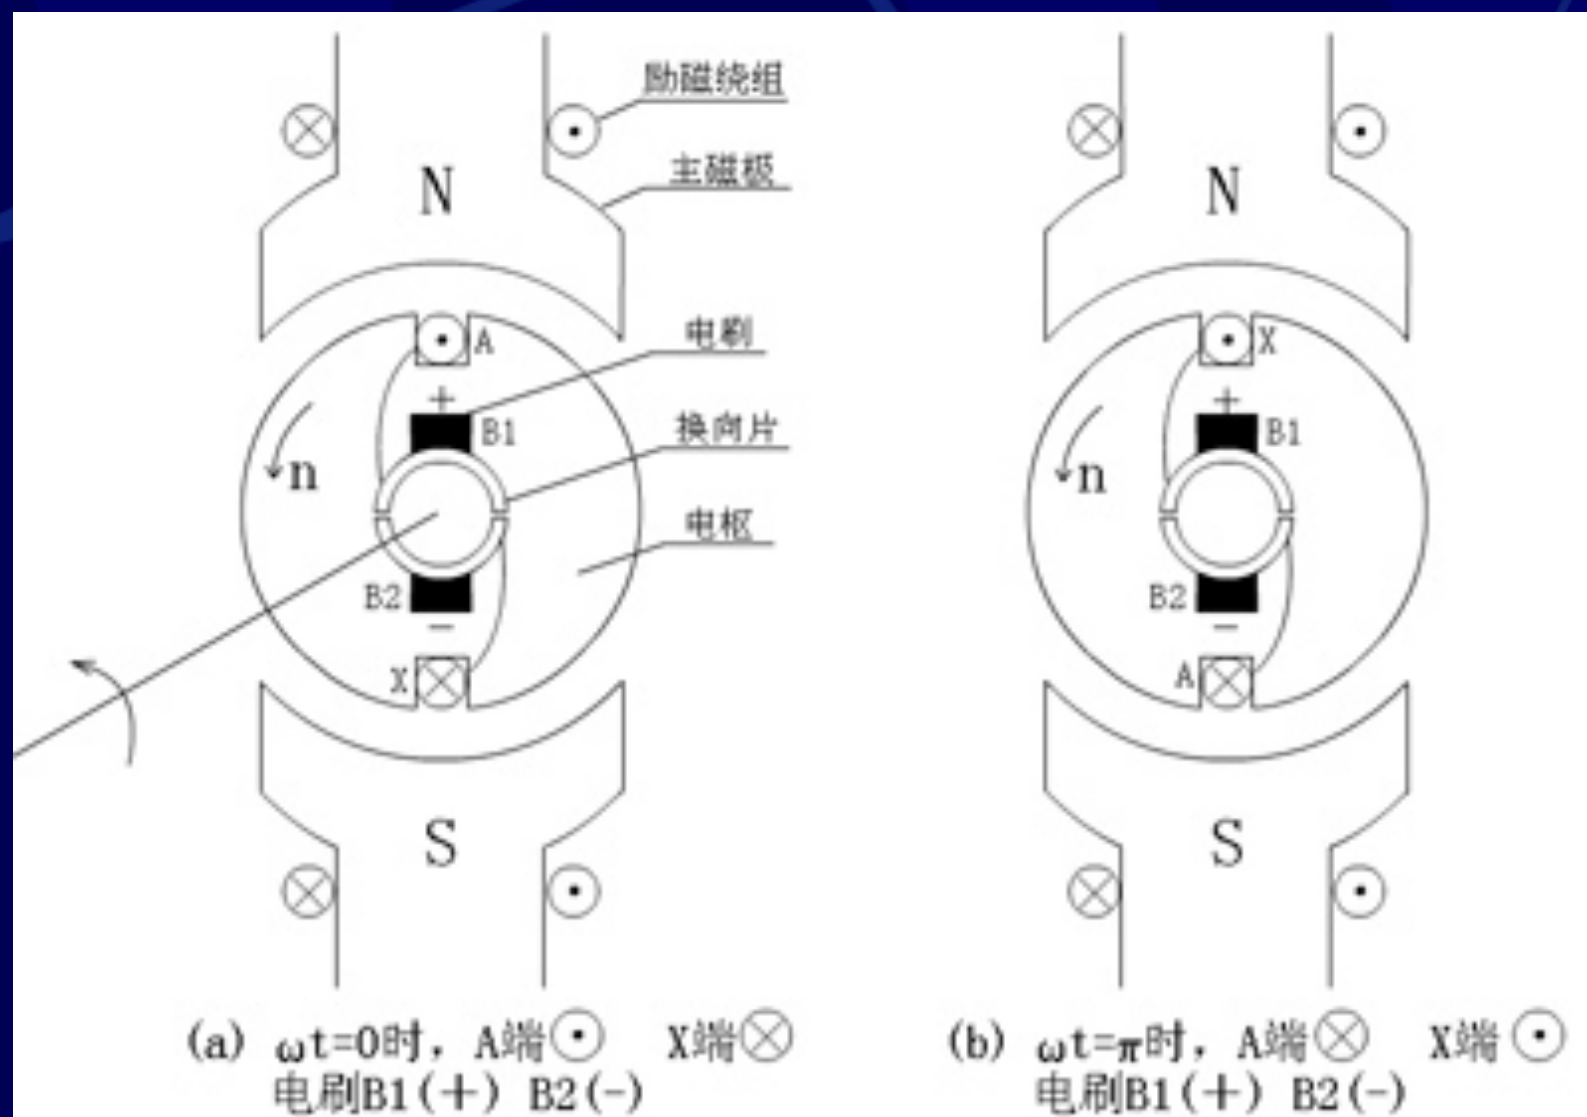 励磁绕组
主磁极
N
A
电刷
+
B1
换向片
n
电枢
B2
-
X
S
(a) ωt=0时, A端⊙ X端⊗
电刷B1(+) B2(-)
N
X
+
B1
n
B2
-
A
S
(b) ωt=π时, A端⊗ X端⊙
电刷B1(+) B2(-)